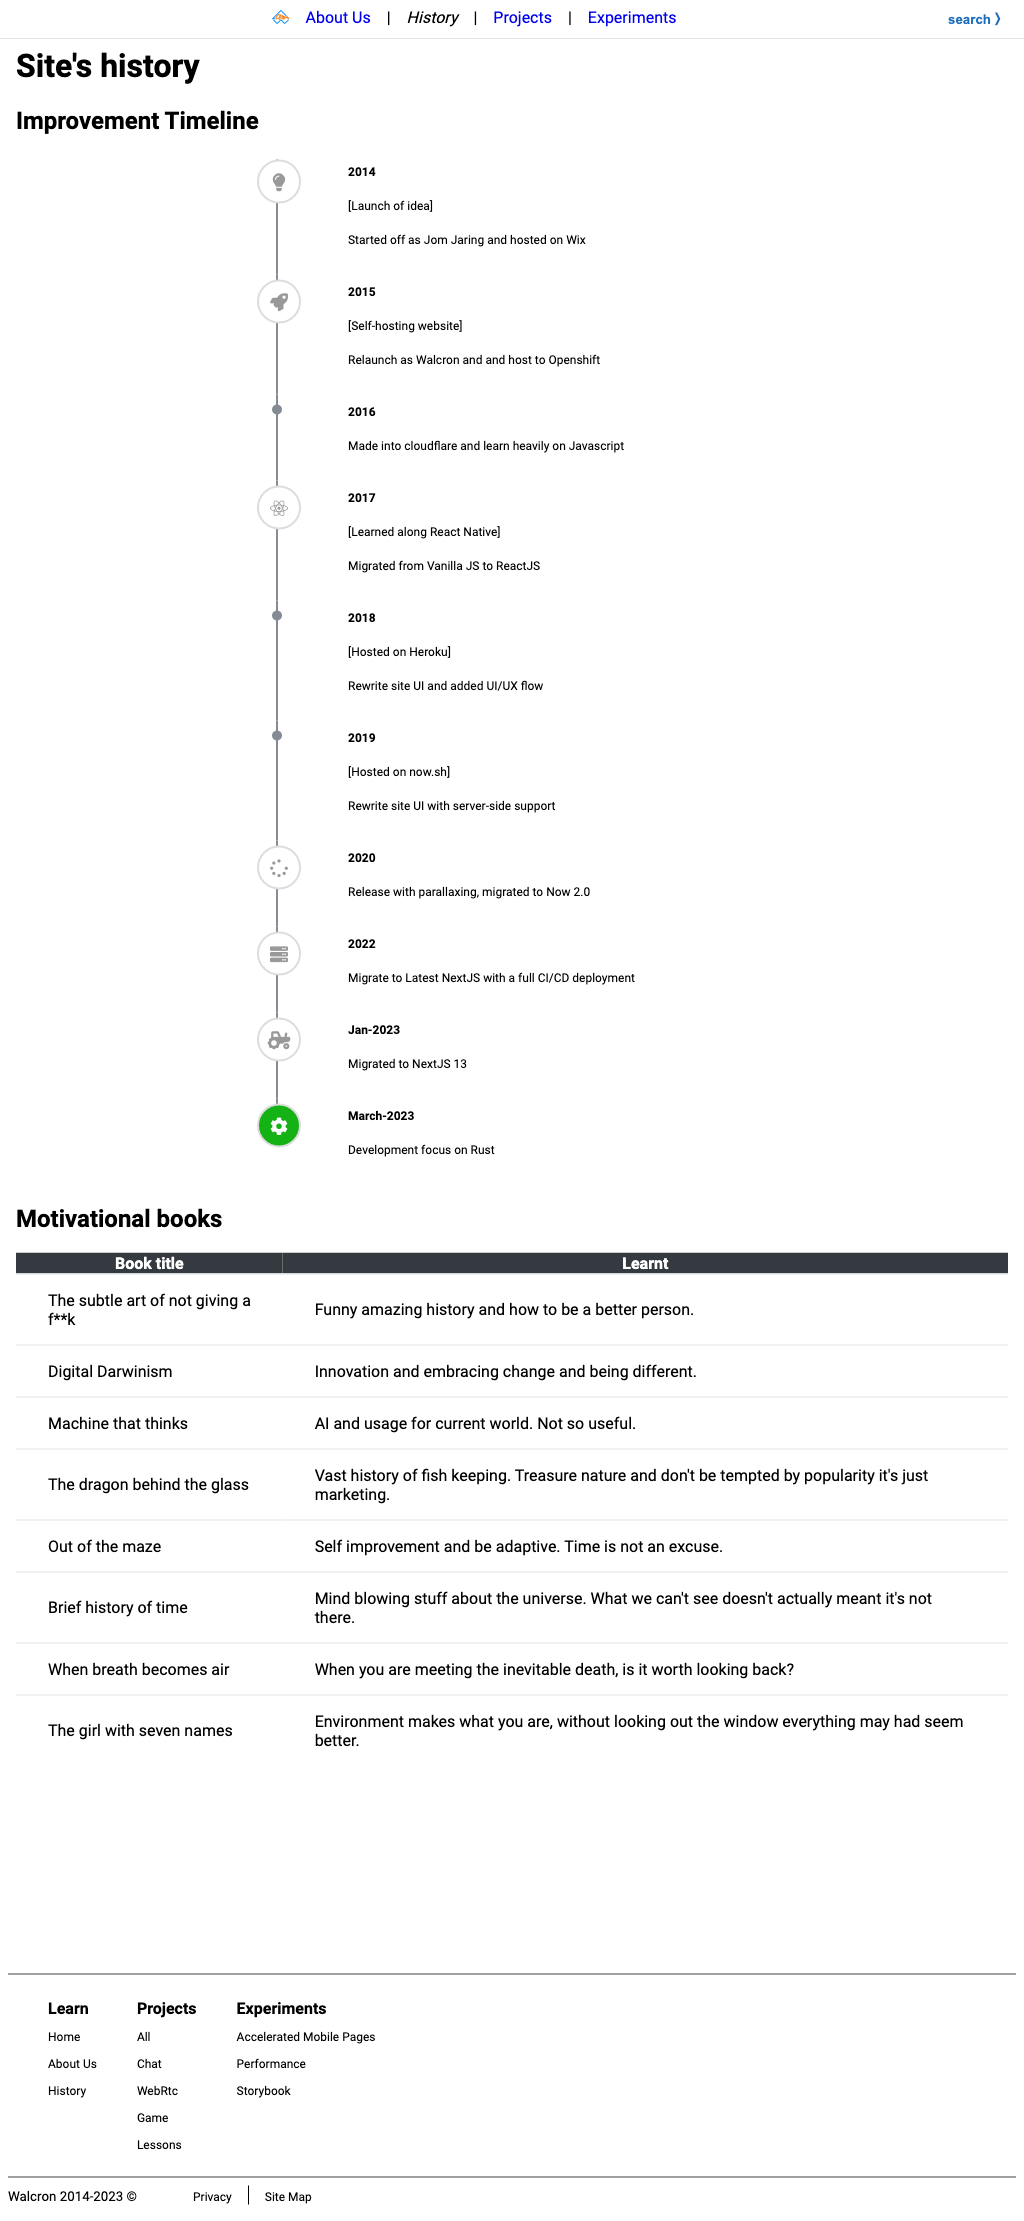 About Us | History | Projects | Experiments
search ⟩
Site's history
Improvement Timeline
2014
[Launch of idea]
Started off as Jom Jaring and hosted on Wix
2015
[Self-hosting website]
Relaunch as Walcron and and host to Openshift
2016
Made into cloudflare and learn heavily on Javascript
2017
[Learned along React Native]
Migrated from Vanilla JS to ReactJS
2018
[Hosted on Heroku]
Rewrite site UI and added UI/UX flow
2019
[Hosted on now.sh]
Rewrite site UI with server-side support
2020
Release with parallaxing, migrated to Now 2.0
2022
Migrate to Latest NextJS with a full CI/CD deployment
Jan-2023
Migrated to NextJS 13
March-2023
Development focus on Rust
Motivational books
Book title Learnt
The subtle art of not giving a
f**k
Funny amazing history and how to be a better person.
Digital Darwinism Innovation and embracing change and being different.
Machine that thinks AI and usage for current world. Not so useful.
The dragon behind the glass
Vast history of fish keeping. Treasure nature and don't be tempted by popularity it's just
marketing.
Out of the maze Self improvement and be adaptive. Time is not an excuse.
Brief history of time
Mind blowing stuff about the universe. What we can't see doesn't actually meant it's not
there.
When breath becomes air When you are meeting the inevitable death, is it worth looking back?
The girl with seven names
Environment makes what you are, without looking out the window everything may had seem
better.
Learn
Home
About Us
History
Projects
All
Chat
WebRtc
Game
Lessons
Experiments
Accelerated Mobile Pages
Performance
Storybook
Walcron 2014-2023 © Privacy Site Map